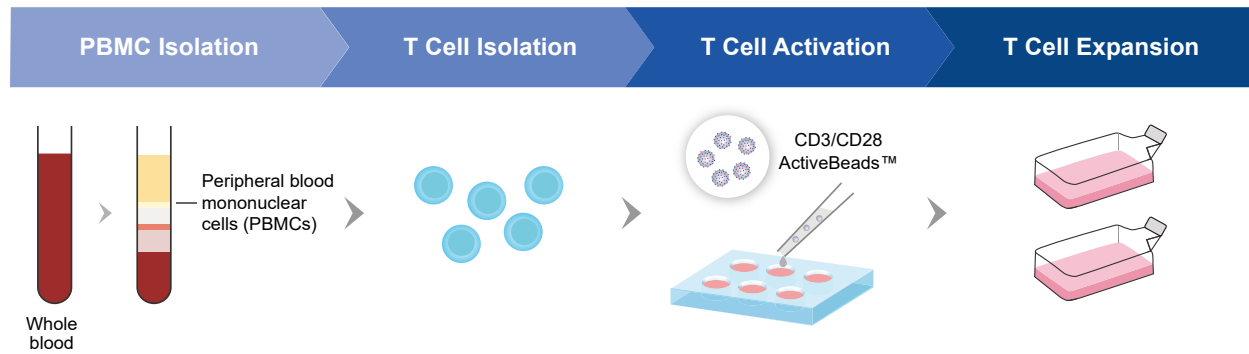 PBMC Isolation
T Cell Isolation
T Cell Activation
T Cell Expansion
Whole
blood
Peripheral blood
mononuclear
cells (PBMCs)
CD3/CD28
ActiveBeads™